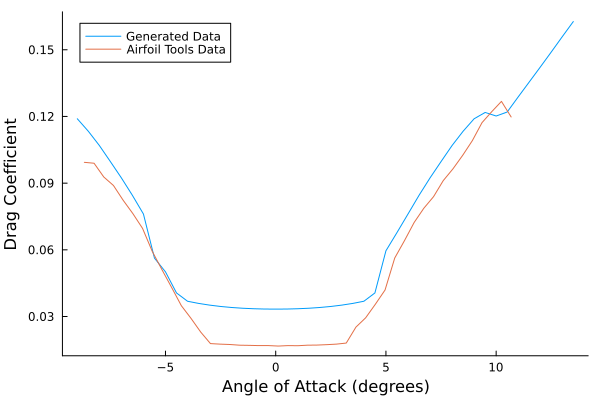 Generated Data
Airfoil Tools Data
Drag Coefficient
0.15
0.12
0.09
0.06
0.03
−5
0
5
10
Angle of Attack (degrees)